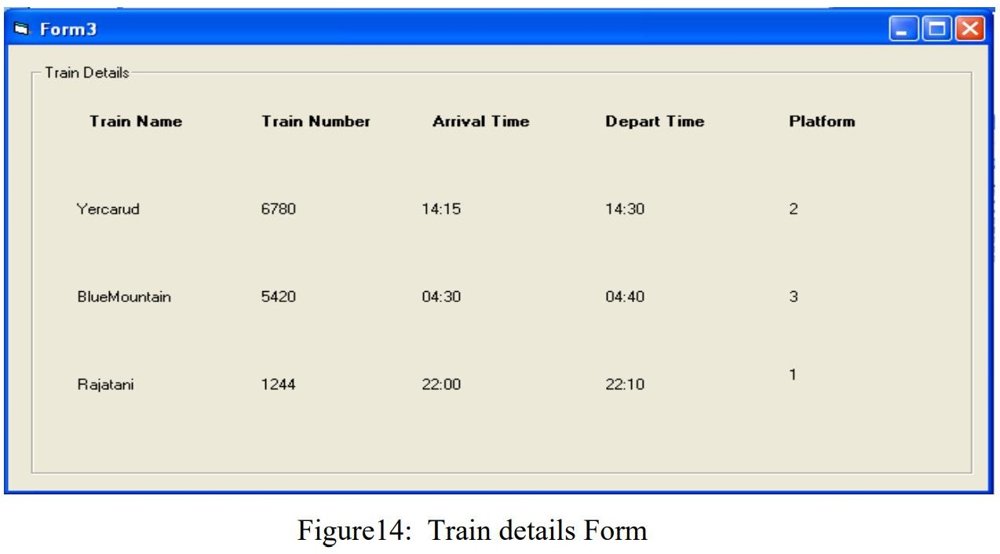 Form3
Train Details
Train Name Train Number Arrival Time Depart Time Platform
Yercarud 6780 14:15 14:30 2
BlueMountain 5420 04:30 04:40 3
Rajatani 1244 22:00 22:10 1
Figure14: Train details Form